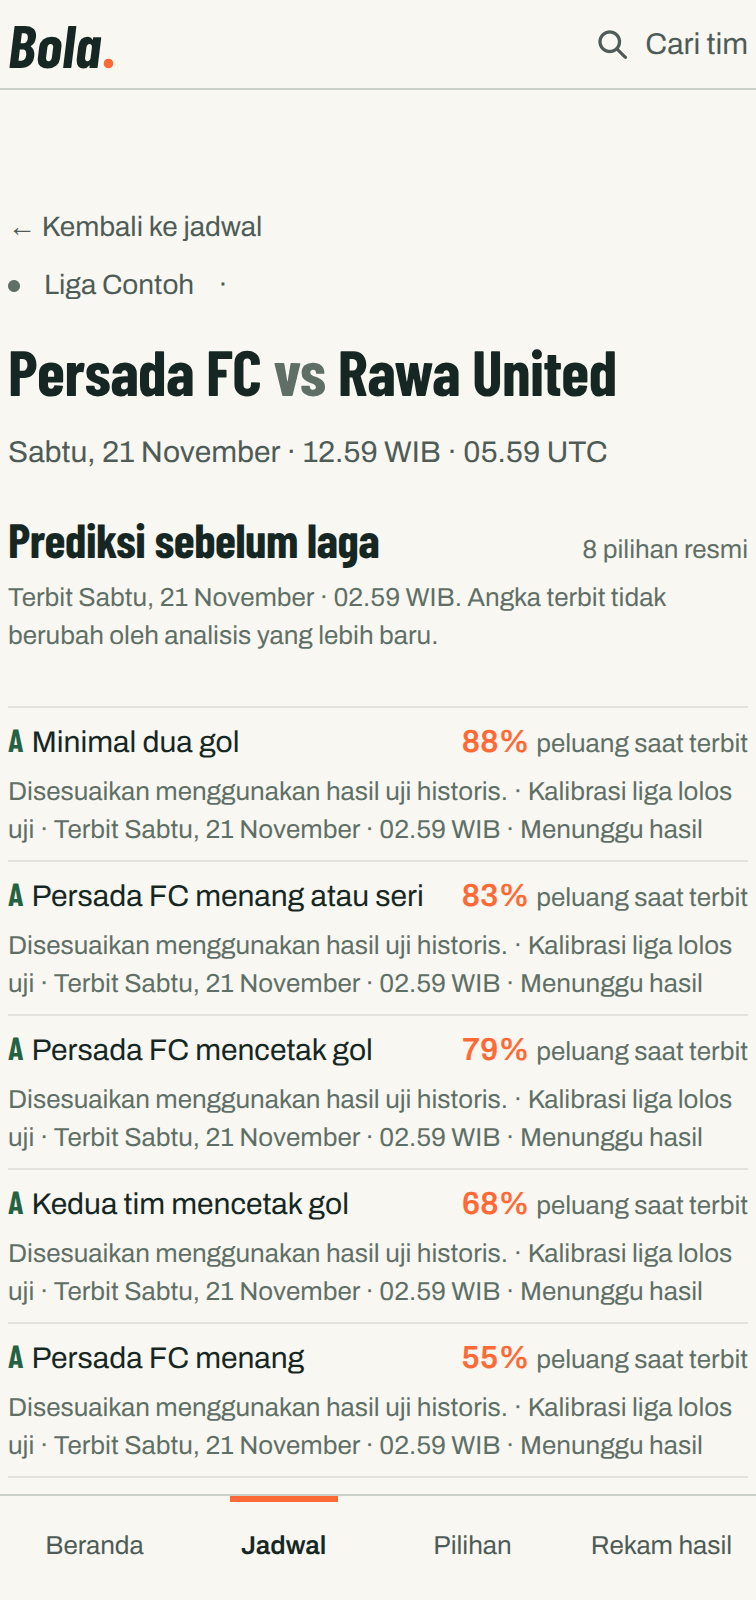 Bola.
Cari tim
← Kembali ke jadwal
Liga Contoh ·
Persada FC vs Rawa United
Sabtu, 21 November · 12.59 WIB · 05.59 UTC
Prediksi sebelum laga
8 pilihan resmi
Terbit Sabtu, 21 November · 02.59 WIB. Angka terbit tidak
berubah oleh analisis yang lebih baru.
A Minimal dua gol 88% peluang saat terbit
Disesuaikan menggunakan hasil uji historis. · Kalibrasi liga lolos
uji · Terbit Sabtu, 21 November · 02.59 WIB · Menunggu hasil
A Persada FC menang atau seri 83% peluang saat terbit
Disesuaikan menggunakan hasil uji historis. · Kalibrasi liga lolos
uji · Terbit Sabtu, 21 November · 02.59 WIB · Menunggu hasil
A Persada FC mencetak gol 79% peluang saat terbit
Disesuaikan menggunakan hasil uji historis. · Kalibrasi liga lolos
uji · Terbit Sabtu, 21 November · 02.59 WIB · Menunggu hasil
A Kedua tim mencetak gol 68% peluang saat terbit
Disesuaikan menggunakan hasil uji historis. · Kalibrasi liga lolos
uji · Terbit Sabtu, 21 November · 02.59 WIB · Menunggu hasil
A Persada FC menang 55% peluang saat terbit
Disesuaikan menggunakan hasil uji historis. · Kalibrasi liga lolos
uji · Terbit Sabtu, 21 November · 02.59 WIB · Menunggu hasil
Beranda Jadwal Pilihan Rekam hasil